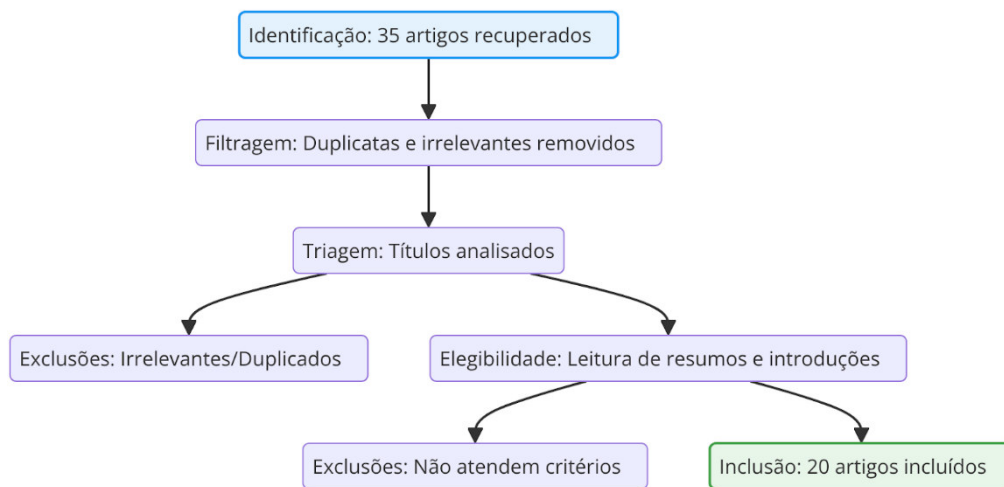 Identificação: 35 artigos recuperados
Filtragem: Duplicatas e irrelevantes removidos
Triagem: Títulos analisados
Exclusões: Irrelevantes/Duplicados
Elegibilidade: Leitura de resumos e introduções
Exclusões: Não atendem critérios
Inclusão: 20 artigos incluídos